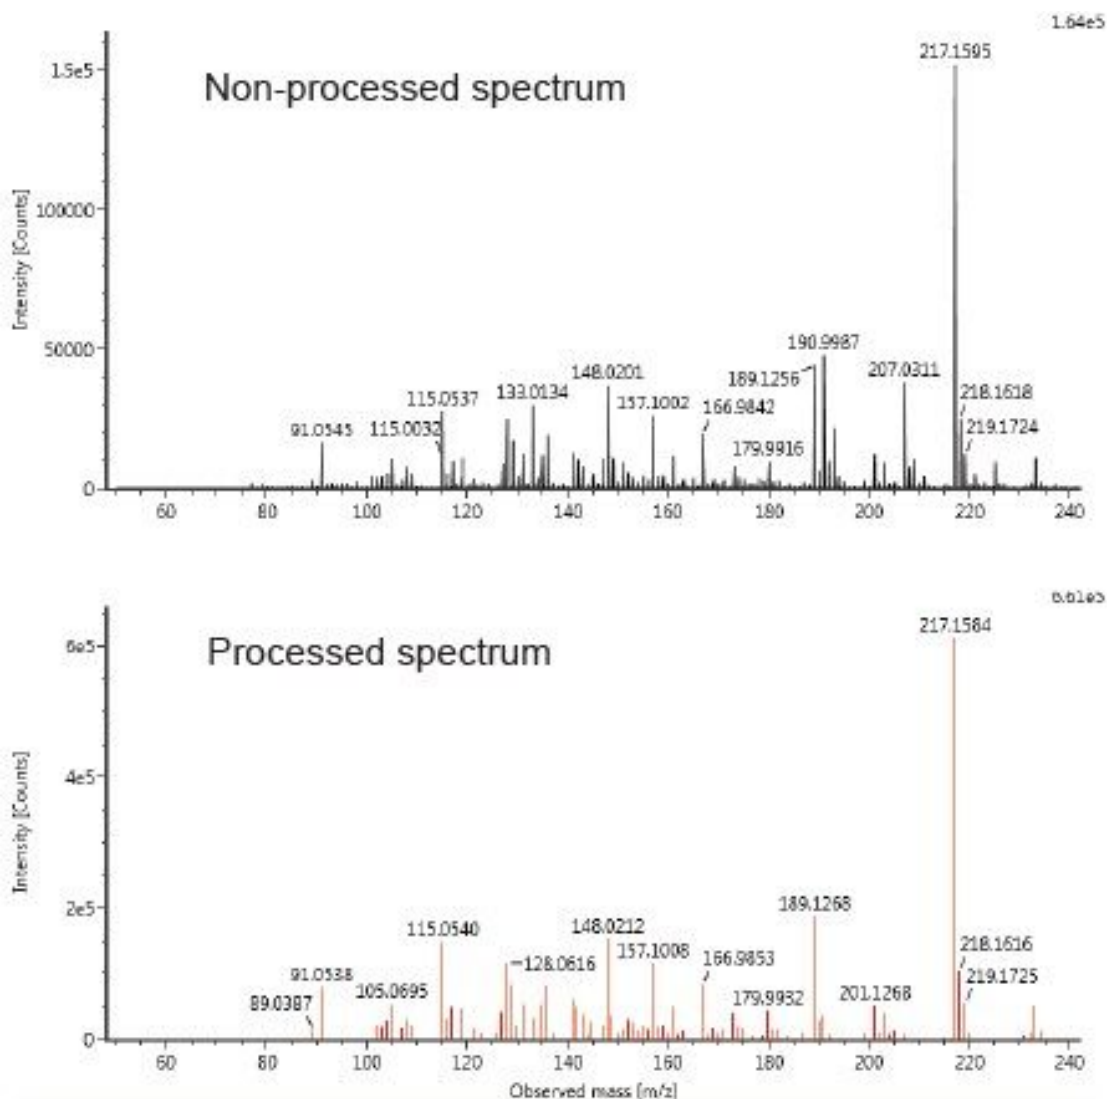 1.64e5
217.1595
1.5e5
Non-processed spectrum
Intensity [Counts]
100000
50000
190.9987
148.0201
189.1256
207.0311
115.0537
133.0134
157.1002
166.9842
218.1618
91.0545
115.0032
179.9916
219.1724
0
60 80 100 120 140 160 180 200 220 240
6.61e5
217.1584
6e5
Processed spectrum
Intensity [Counts]
4e5
2e5
189.1268
115.0540
148.0212
157.1008
218.1616
91.0538
128.0616
166.9853
219.1725
89.0387
105.0695
179.9932
201.1268
0
60 80 100 120 140 160 180 200 220 240
Observed mass [m/z]